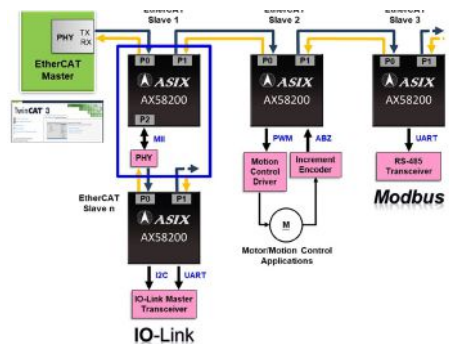 EtherCAT
Slave 1
EtherCAT
Slave 2
EtherCAT
Slave 3
PHY TX
RX
EtherCAT
Master
P0 P1
ASIX
AX58200
P2
P0 P1
ASIX
AX58200
P0 P1
ASIX
AX58200
TwinCAT 3
MII
PHY
PWM
ABZ
UART
Motion
Control
Driver
Increment
Encoder
RS-485
Transceiver
Modbus
M
Motor/Motion Control
Applications
EtherCAT
Slave n
P0 P1
ASIX
AX58200
I2C
UART
IO-Link Master
Transceiver
IO-Link